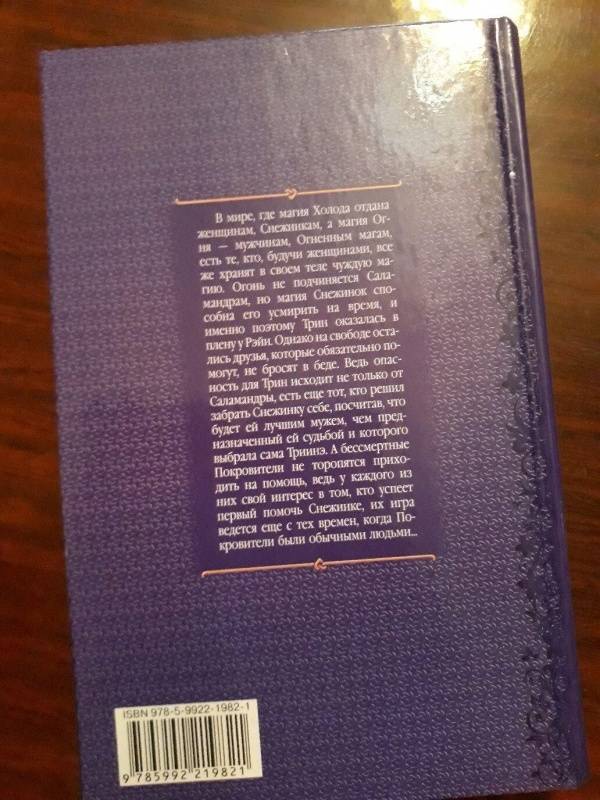 В мире, где магия Холода отдана
женщинам, Снежинкам, а магия Ог-
ня — мужчинам, Огненным магам,
есть те, кто, будучи женщинами, все
же хранят в своем теле чуждую ма-
гию. Огонь не подчиняется Сала-
мандрам, но магия Снежинок спо-
собна его усмирить на время, и
именно поэтому Трин оказалась в
плену у Рэйи. Однако на свободе оста-
лись друзья, которые обязательно по-
могут, не бросят в беде. Ведь опас-
ность для Трин исходит не только от
Саламандры, есть еще тот, кто решил
забрать Снежинку себе, посчитав, что
будет ей лучшим мужем, чем пред-
назначенный ей судьбой и которого
выбрала сама Триинэ. А бессмертные
Покровители не торопятся прихо-
дить на помощь, ведь у каждого из
них свой интерес в том, кто успеет
первый помочь Снежинке, их игра
ведется еще с тех времен, когда По-
кровители были обычными людьми...
ISBN 978-5-9922-1982-1
9 785992 219821